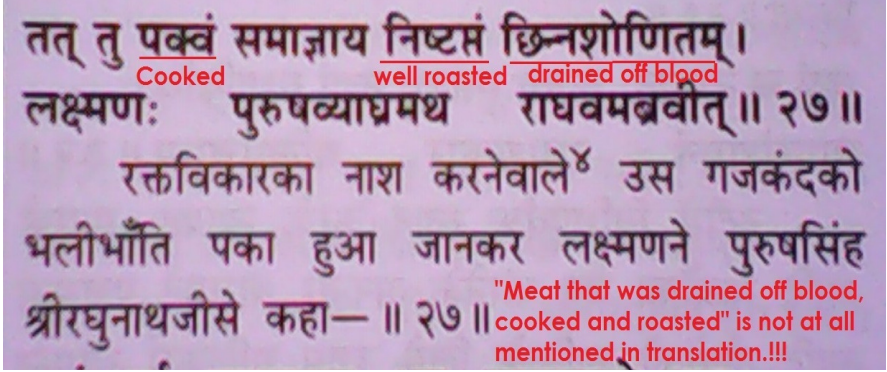 तत् तु पक्वं समाज्ञाय निष्टप्तं छिन्नशोणितम्।
Cooked well roasted drained off blood
लक्ष्मणः पुरुषव्याघ्रमथ राघवमब्रवीत्॥ २७॥
रक्तविकारका नाश करनेवाले४ उस गजकंदको
भलीभाँति पका हुआ जानकर लक्ष्मणने पुरुषसिंह
श्रीरघुनाथजीसे कहा— ॥ २७॥
"Meat that was drained off blood,
cooked and roasted" is not at all
mentioned in translation.!!!